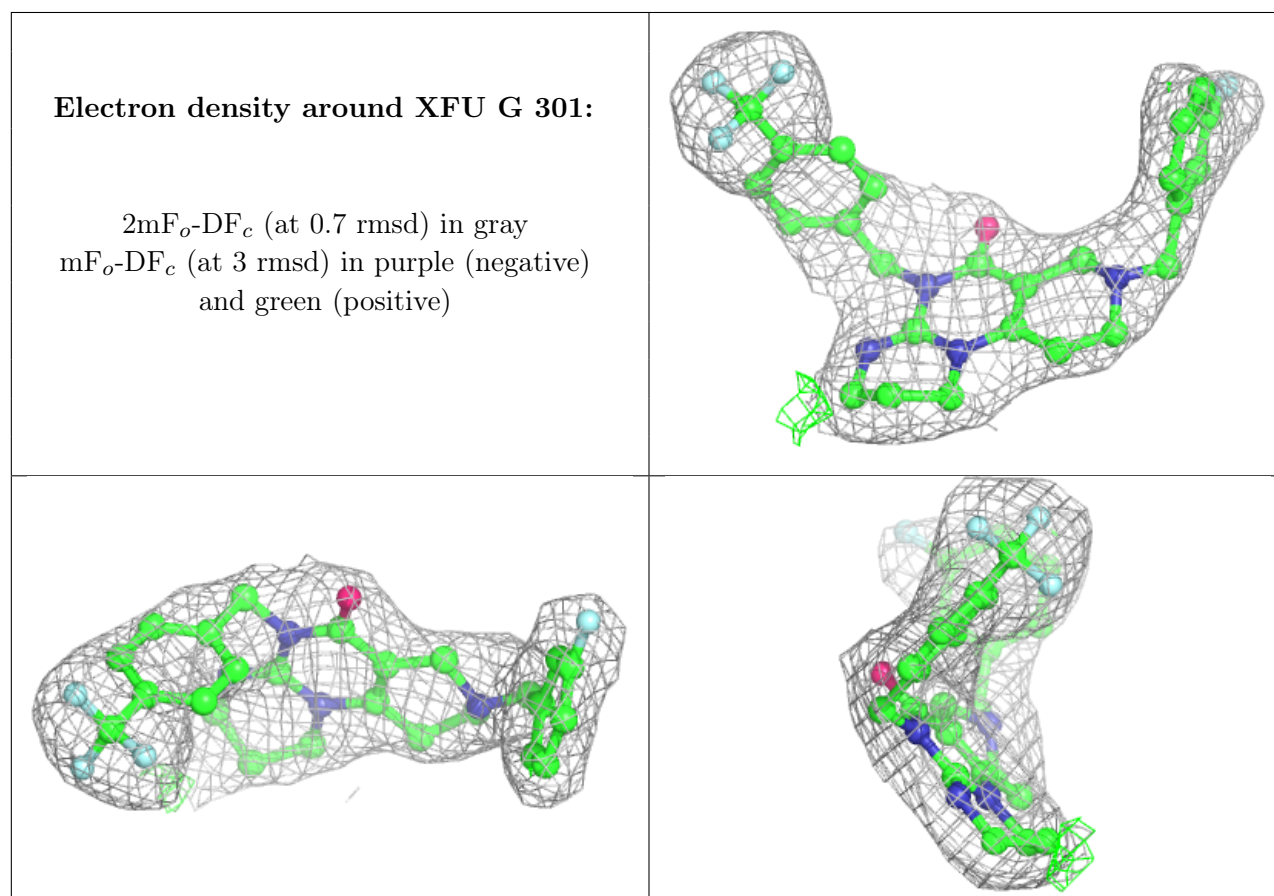 Electron density around XFU G 301:
2mFo-DFc (at 0.7 rmsd) in gray
mFo-DFc (at 3 rmsd) in purple (negative)
and green (positive)